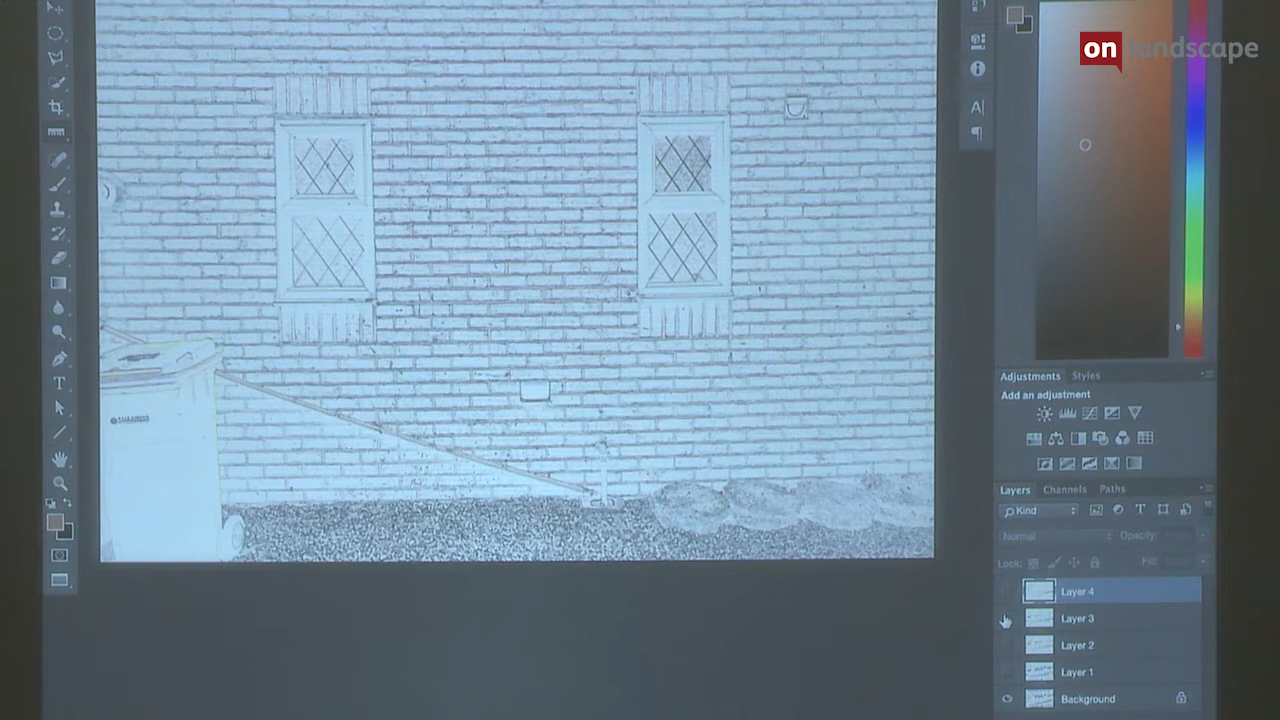 on landscape
A|
Adjustments Styles
Add an adjustment
T
Layers Channels Paths
Kind T
Normal Opacity:
Lock: Fill:
Layer 4
Layer 3
Layer 2
Layer 1
Background